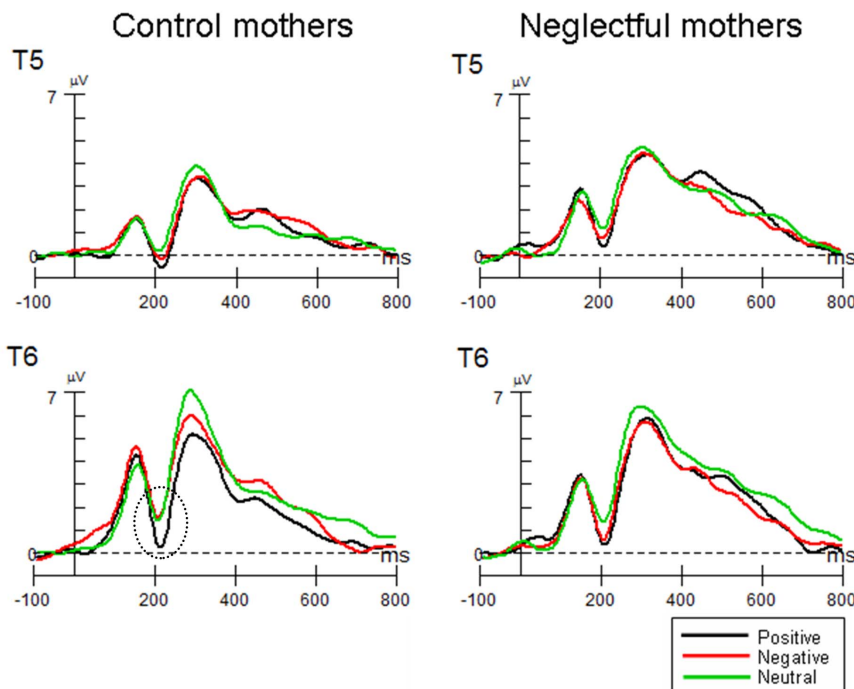 Control mothers
Neglectful mothers
T5
µV
7
0
ms
-100 200 400 600 800
T5
µV
7
0
ms
-100 200 400 600 800
T6
µV
7
0
ms
-100 200 400 600 800
T6
µV
7
0
ms
-100 200 400 600 800
Positive
Negative
Neutral